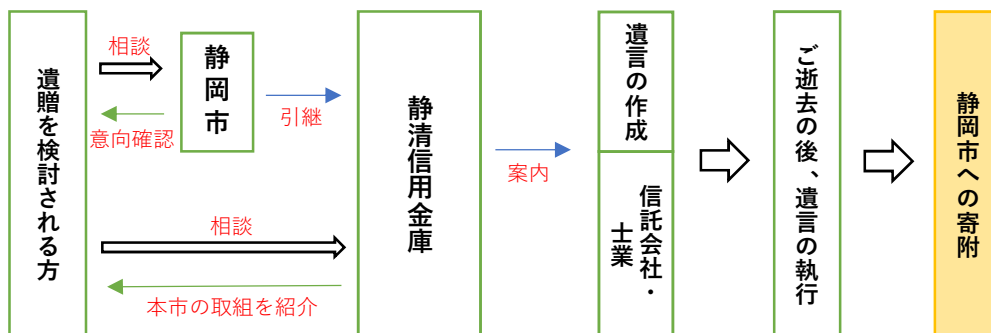 遺贈を検討される方
相談
静岡市
意向確認
引継
相談
本市の取組を紹介
静清信用金庫
案内
遺言の作成
信託会社・
士業
ご逝去の後、遺言の執行
静岡市への寄附